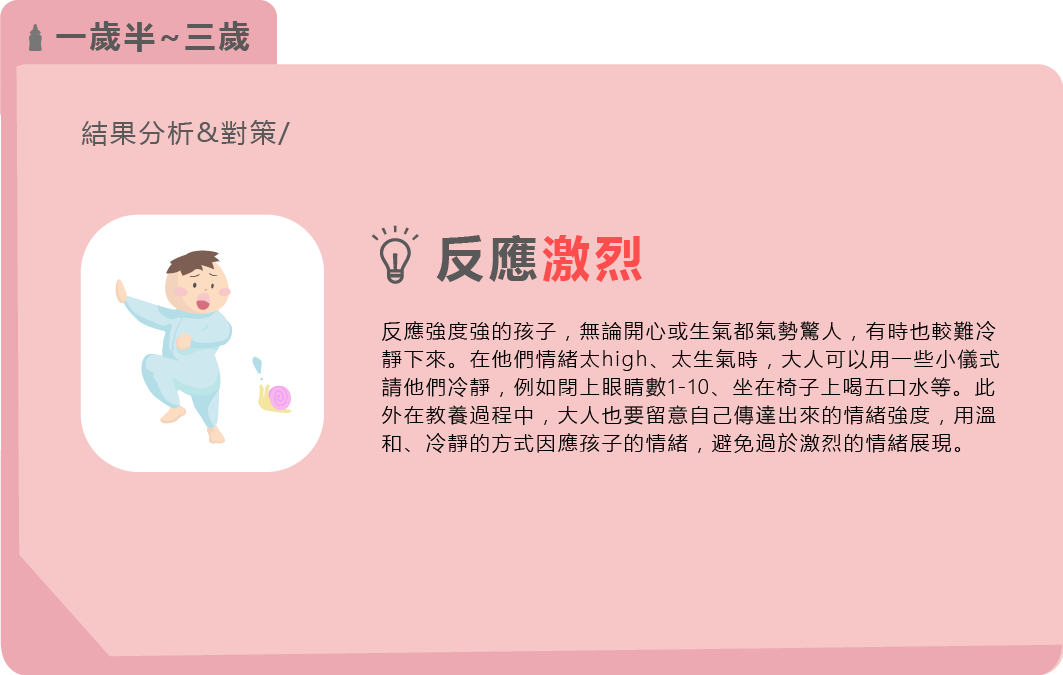 一歲半~三歲
結果分析&對策/
反應激烈
反應強度強的孩子，無論開心或生氣都氣勢驚人，有時也較難冷
靜下來。在他們情緒太high、太生氣時，大人可以用一些小儀式
請他們冷靜，例如閉上眼睛數1-10、坐在椅子上喝五口水等。此
外在教養過程中，大人也要留意自己傳達出來的情緒強度，用溫
和、冷靜的方式因應孩子的情緒，避免過於激烈的情緒展現。